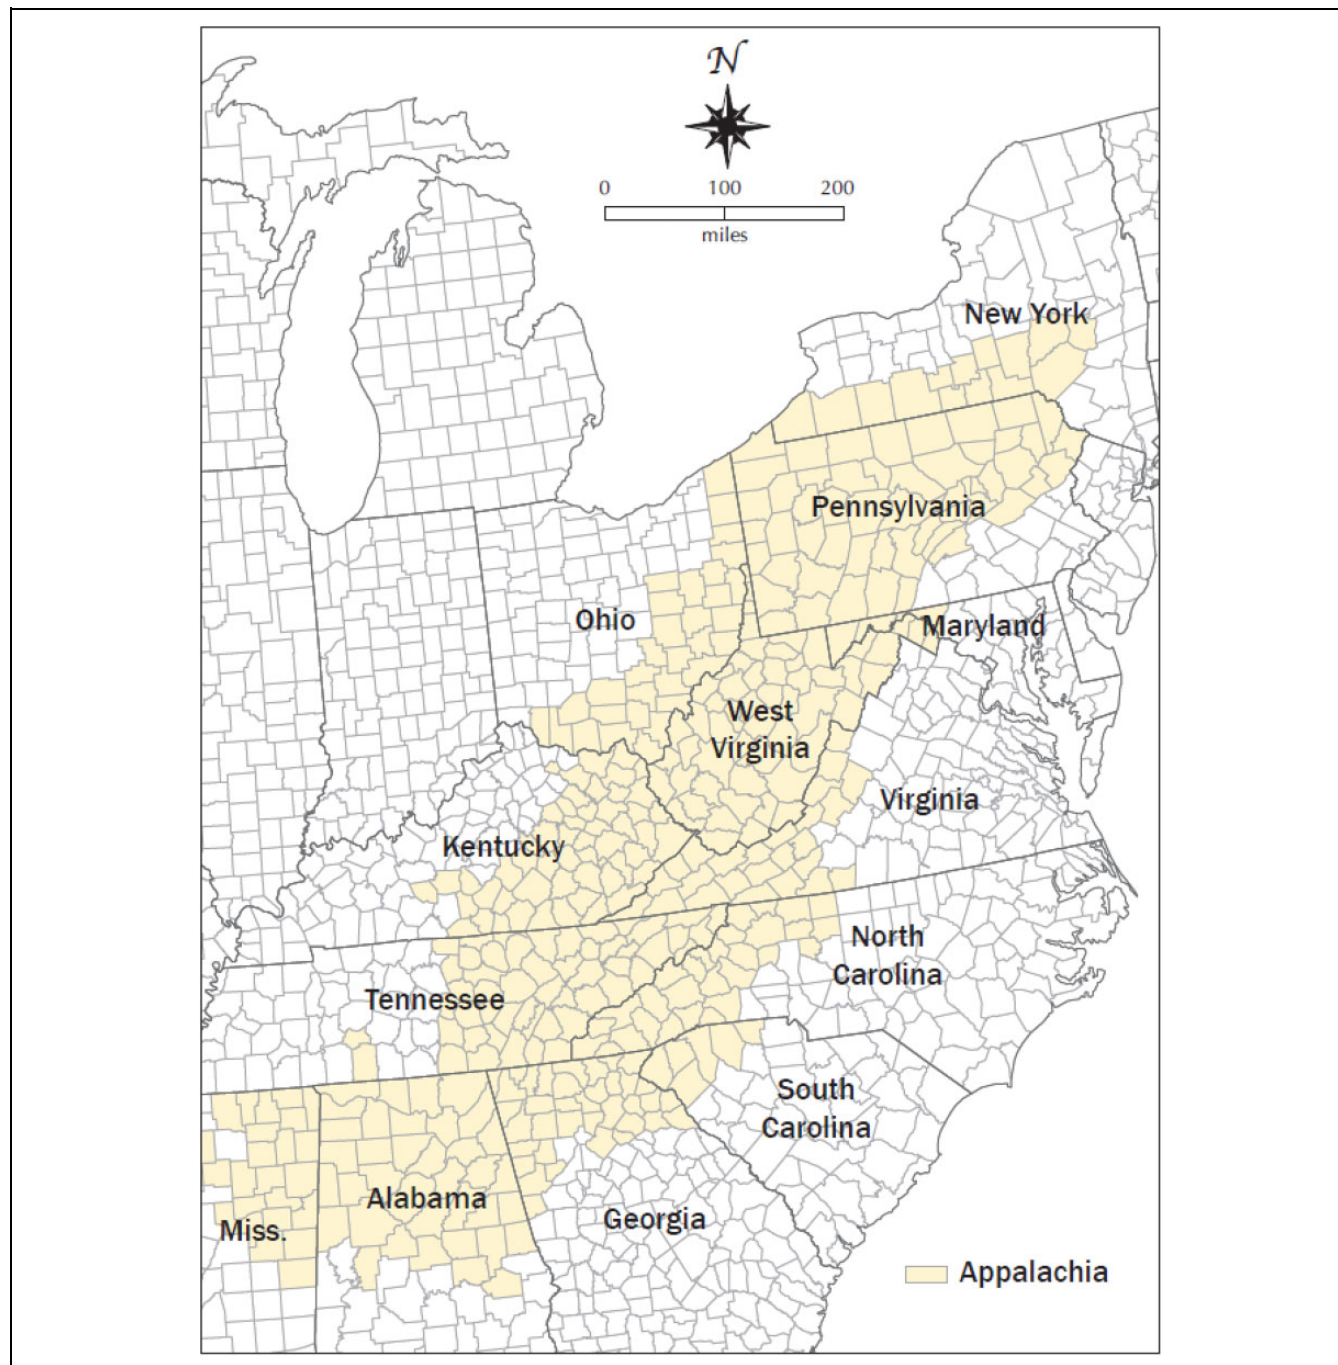 N
0 100 200
miles
New York
Pennsylvania
Ohio
Maryland
West
Virginia
Virginia
Kentucky
North
Carolina
Tennessee
South
Carolina
Alabama
Georgia
Miss.
Appalachia